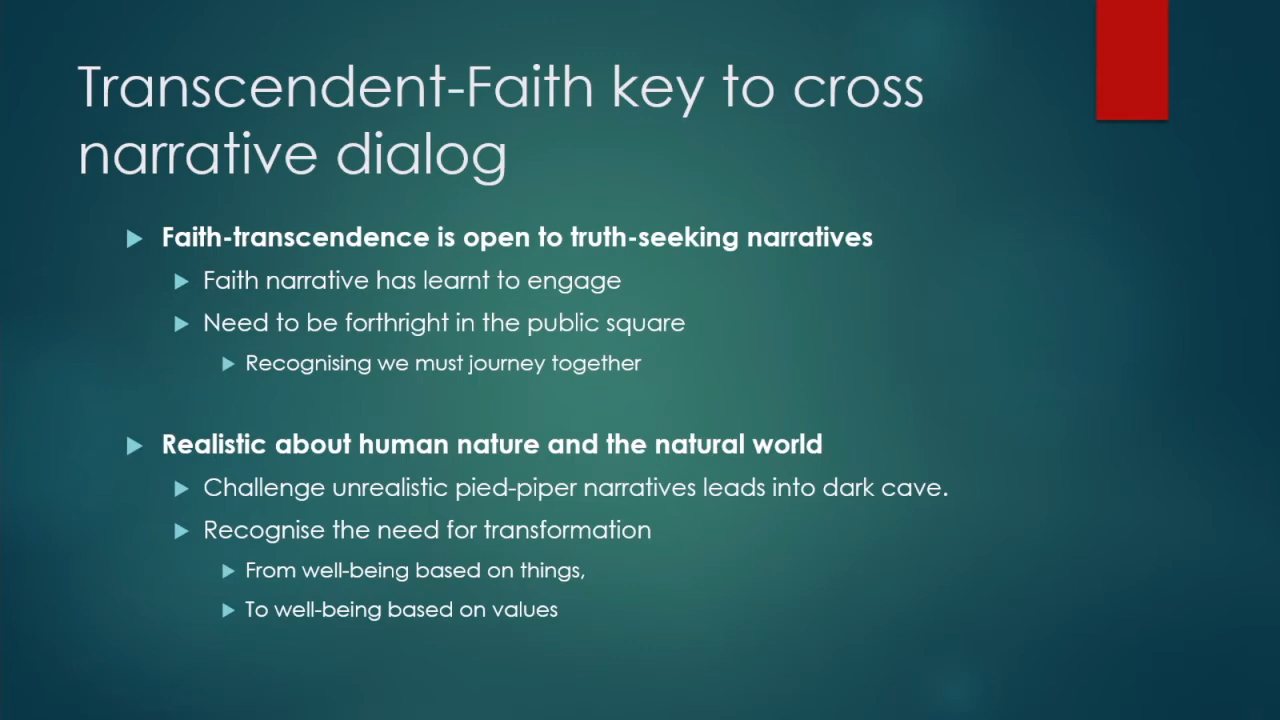 Transcendent-Faith key to cross
narrative dialog
Faith-transcendence is open to truth-seeking narratives
Faith narrative has learnt to engage
Need to be forthright in the public square
Recognising we must journey together
Realistic about human nature and the natural world
Challenge unrealistic pied-piper narratives leads into dark cave.
Recognise the need for transformation
From well-being based on things,
To well-being based on values